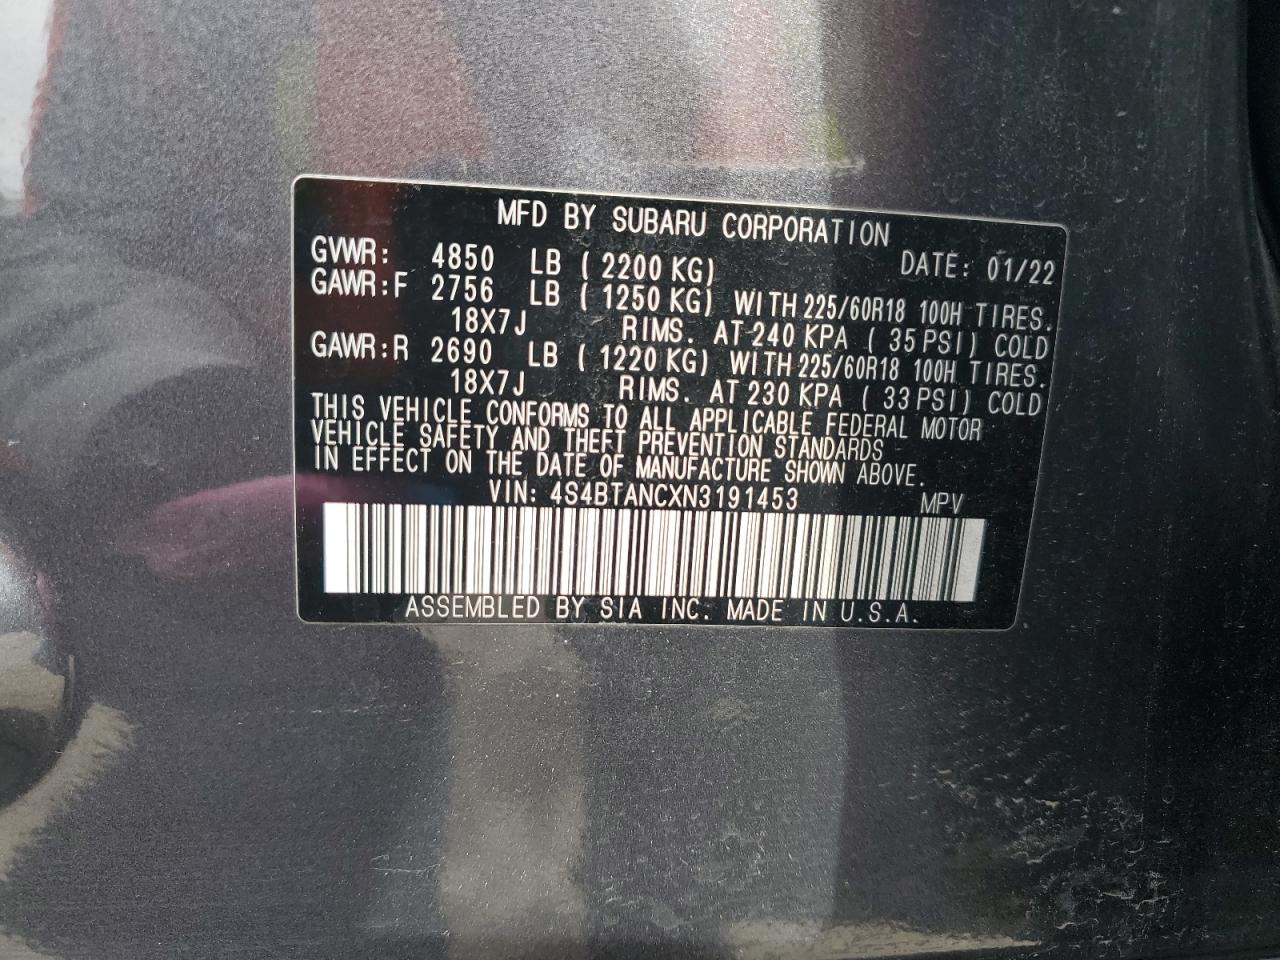 MFD BY SUBARU CORPORATION
GVWR: 4850 LB ( 2200 KG) DATE: 01/22
GAWR:F 2756 LB ( 1250 KG) WITH 225/60R18 100H TIRES.
18X7J RIMS. AT 240 KPA ( 35 PSI) COLD
GAWR:R 2690 LB ( 1220 KG) WITH 225/60R18 100H TIRES.
18X7J RIMS. AT 230 KPA ( 33 PSI) COLD
THIS VEHICLE CONFORMS TO ALL APPLICABLE FEDERAL MOTOR
VEHICLE SAFETY AND THEFT PREVENTION STANDARDS
IN EFFECT ON THE DATE OF MANUFACTURE SHOWN ABOVE.
VIN: 4S4BTANCXN3191453 MPV
ASSEMBLED BY SIA INC. MADE IN U.S.A.